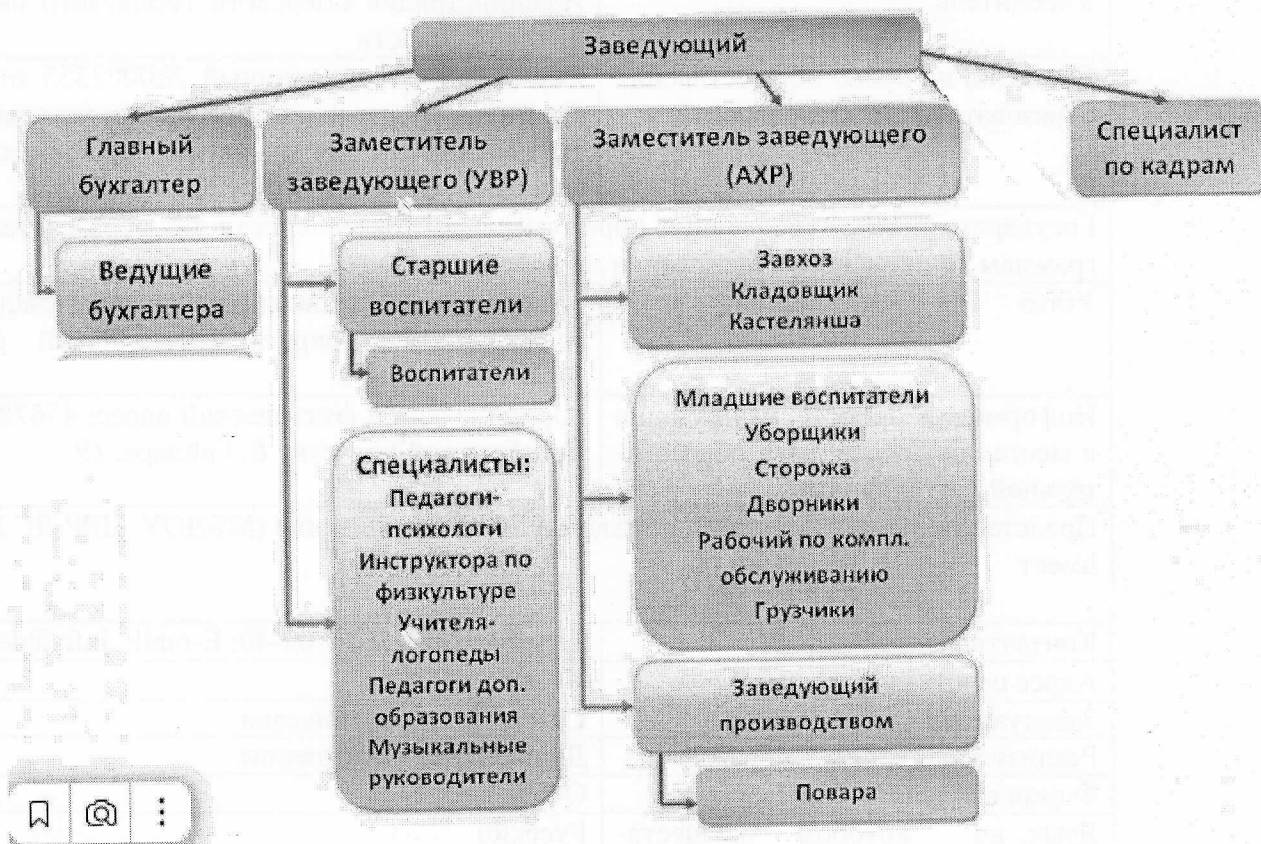 Заведующий
Главный
бухгалтер
Заместитель
заведующего (УВР)
Заместитель заведующего
(АХР)
Специалист
по кадрам
Ведущие
бухгалтера
Старшие
воспитатели
Воспитатели
Специалисты:
Педагоги-
психологи
Инструктора по
физкультуре
Учителя-
логопеды
Педагоги доп.
образования
Музыкальные
руководители
Завхоз
Кладовщик
Кастелянша
Младшие воспитатели
Уборщики
Сторожа
Дворники
Рабочий по компл.
обслуживанию
Грузчики
Заведующий
производством
Повара